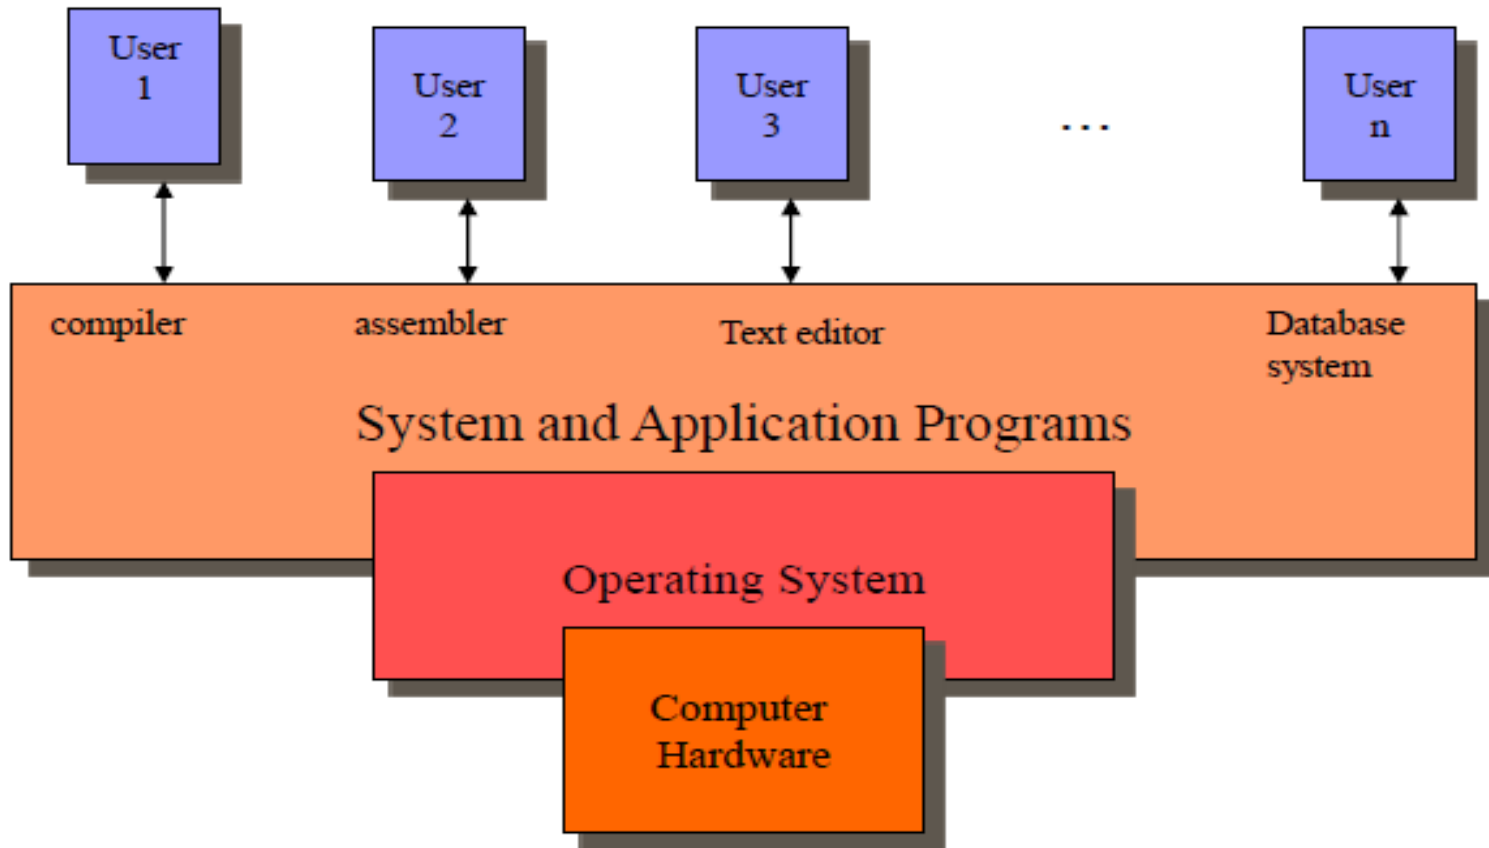 User
1
User
2
User
3
...
User
n
compiler
assembler
Text editor
Database
system
System and Application Programs
Operating System
Computer
Hardware